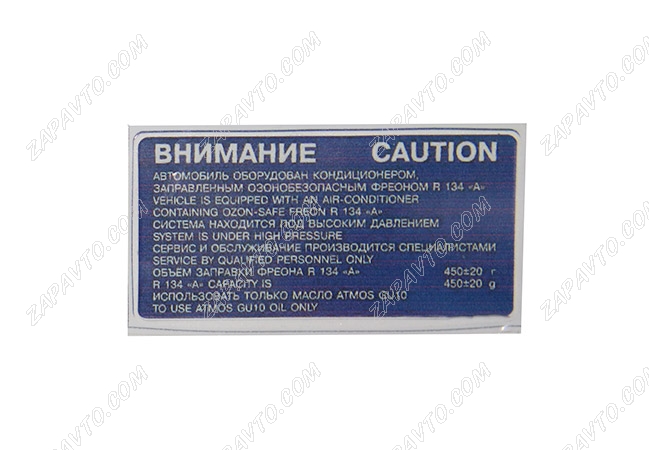 ВНИМАНИЕ CAUTION
АВТОМОБИЛЬ ОБОРУДОВАН КОНДИЦИОНЕРОМ,
ЗАПРАВЛЕННЫМ ОЗОНОБЕЗОПАСНЫМ ФРЕОНОМ R 134 «А»
VEHICLE IS EQUIPPED WITH AN AIR-CONDITIONER
CONTAINING OZON-SAFE FREON R 134 «A»
СИСТЕМА НАХОДИТСЯ ПОД ВЫСОКИМ ДАВЛЕНИЕМ
SYSTEM IS UNDER HIGH PRESSURE
СЕРВИС И ОБСЛУЖИВАНИЕ ПРОИЗВОДИТСЯ СПЕЦИАЛИСТАМИ
SERVICE BY QUALIFIED PERSONNEL ONLY
ОБЪЕМ ЗАПРАВКИ ФРЕОНА R 134 «А» 450±20 г
R 134 «A» CAPACITY IS 450±20 g
ИСПОЛЬЗОВАТЬ ТОЛЬКО МАСЛО ATMOS GU10
TO USE ATMOS GU10 OIL ONLY
ZAPAVTO.COM